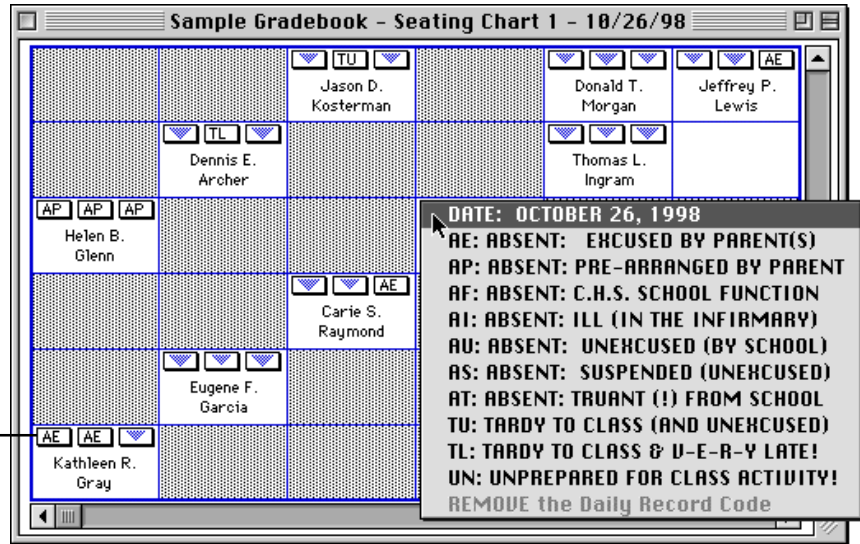 Sample Gradebook - Seating Chart 1 - 10/26/98
TU
Jason D.
Kosterman
Donald T.
Morgan
AE
Jeffrey P.
Lewis
TL
Dennis E.
Archer
Thomas L.
Ingram
AP AP AP
Helen B.
Glenn
AE
Carie S.
Raymond
Eugene F.
Garcia
AE AE
Kathleen R.
Gray
DATE: OCTOBER 26, 1998
AE: ABSENT: EXCUSED BY PARENT(S)
AP: ABSENT: PRE-ARRANGED BY PARENT
AF: ABSENT: C.H.S. SCHOOL FUNCTION
AI: ABSENT: ILL (IN THE INFIRMARY)
AU: ABSENT: UNEXCUSED (BY SCHOOL)
AS: ABSENT: SUSPENDED (UNEXCUSED)
AT: ABSENT: TRUANT (!) FROM SCHOOL
TU: TARDY TO CLASS (AND UNEXCUSED)
TL: TARDY TO CLASS & V-E-R-Y LATE!
UN: UNPREPARED FOR CLASS ACTIVITY!
REMOVE the Daily Record Code